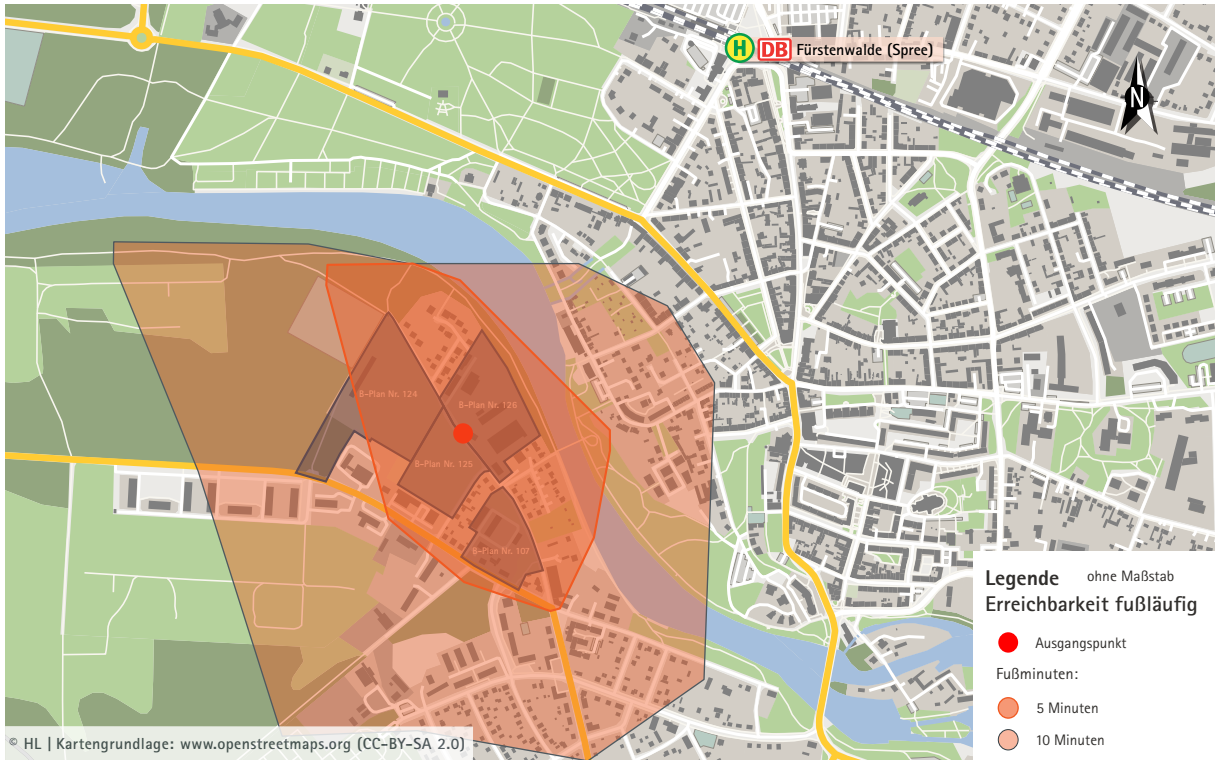 H DB Fürstenwalde (Spree)
N
B-Plan Nr. 124
B-Plan Nr. 126
B-Plan Nr. 125
B-Plan Nr. 107
Legende ohne Maßstab
Erreichbarkeit fußläufig
Ausgangspunkt
Fußminuten:
5 Minuten
10 Minuten
© HL | Kartengrundlage: www.openstreetmaps.org (CC-BY-SA 2.0)